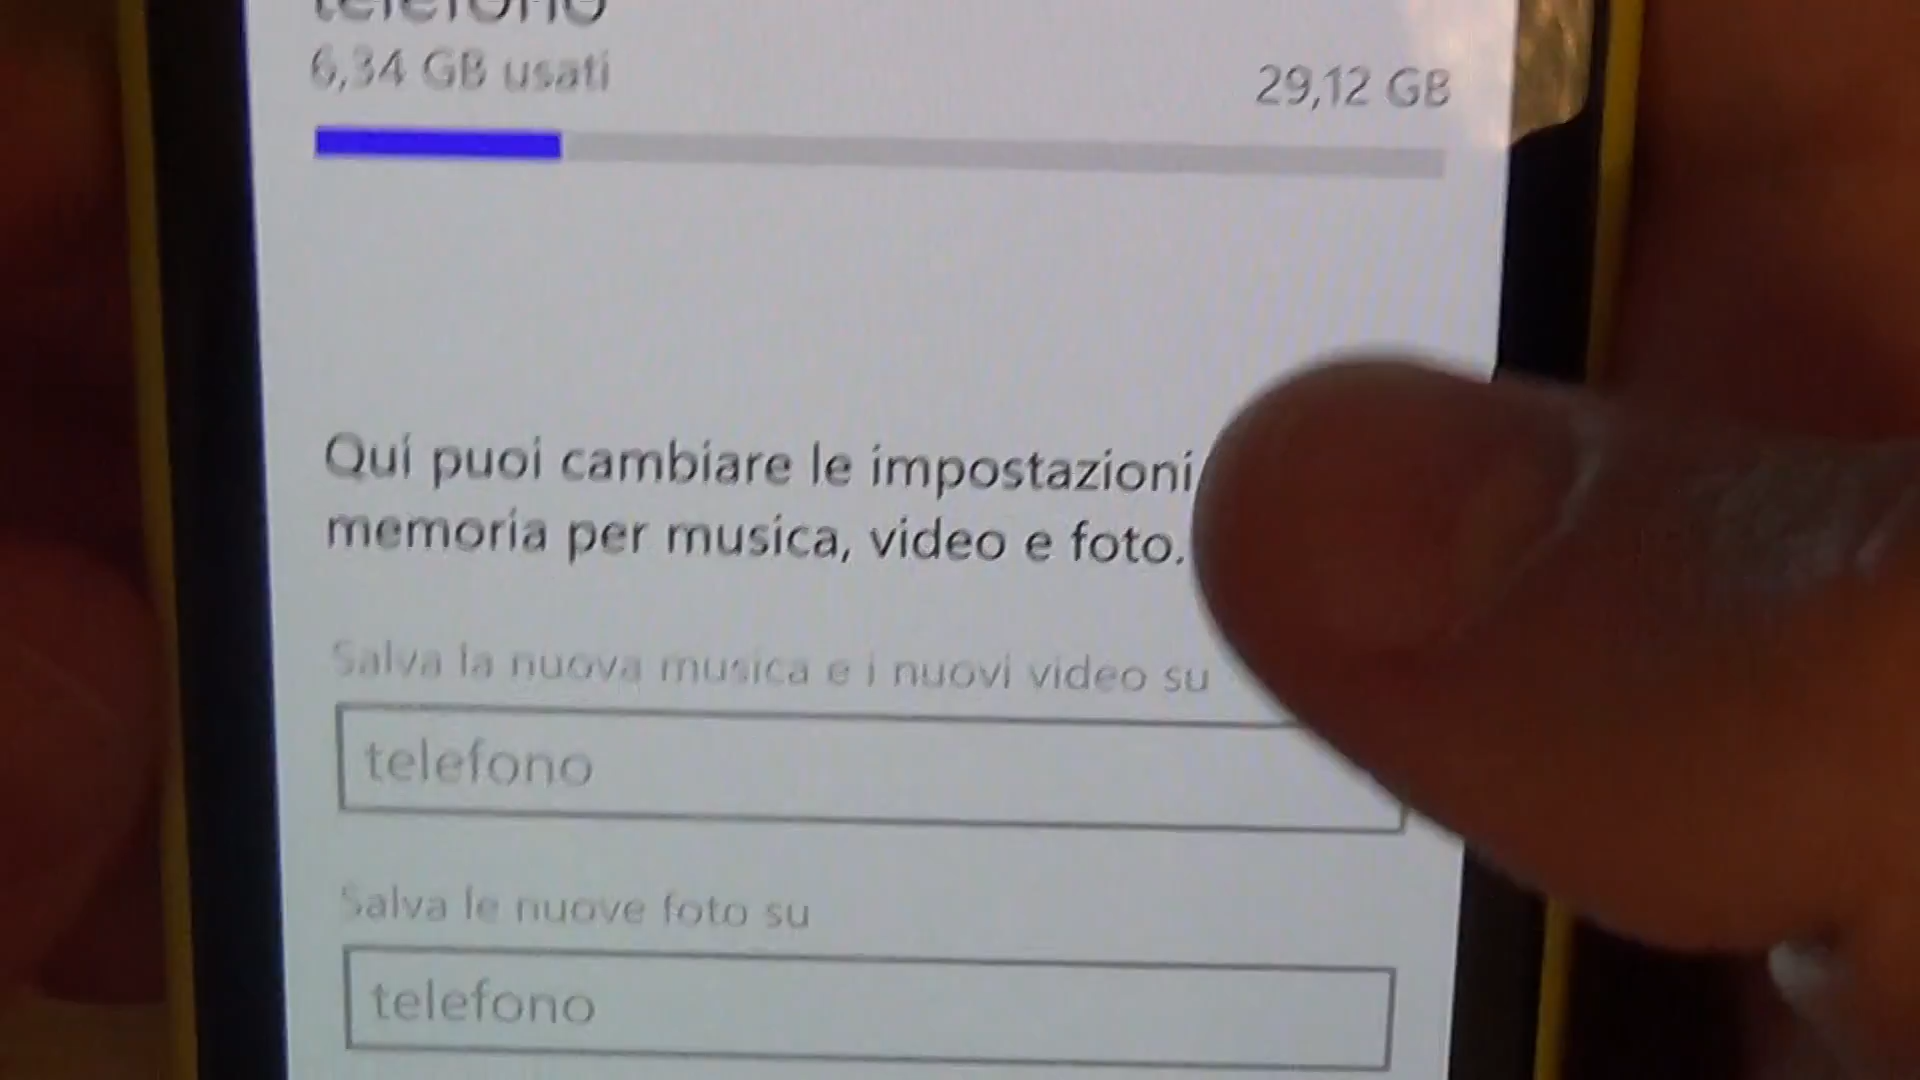 telefono
6,34 GB usati
29,12 GB
Qui puoi cambiare le impostazioni
memoria per musica, video e foto.
Salva la nuova musica e i nuovi video su
telefono
Salva le nuove foto su
telefono